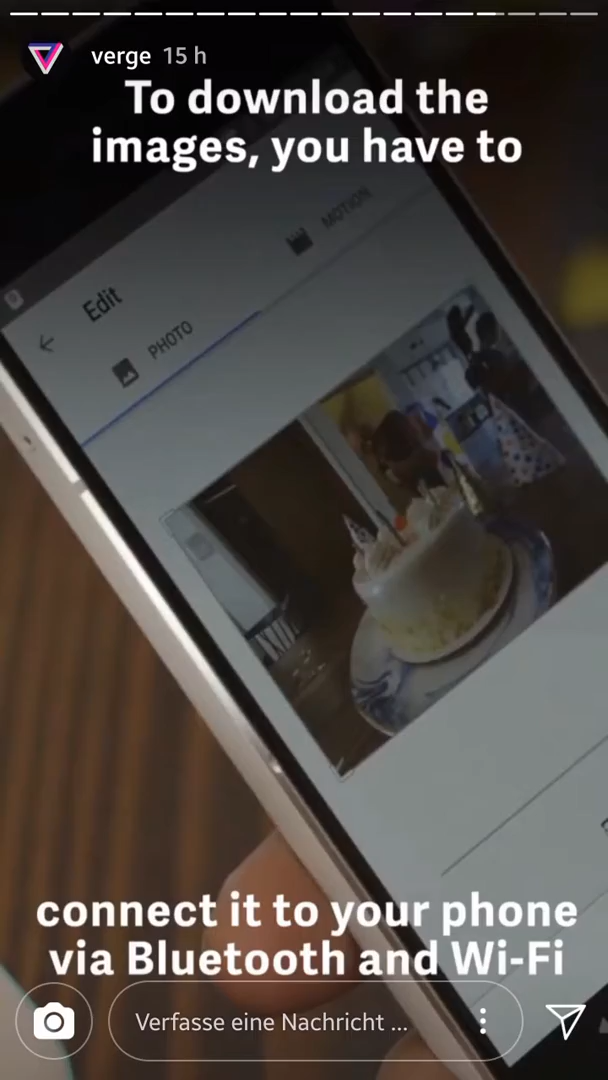 verge 15 h
To download the
images, you have to
MOTION
Edit
PHOTO
connect it to your phone
via Bluetooth and Wi-Fi
Verfasse eine Nachricht ...